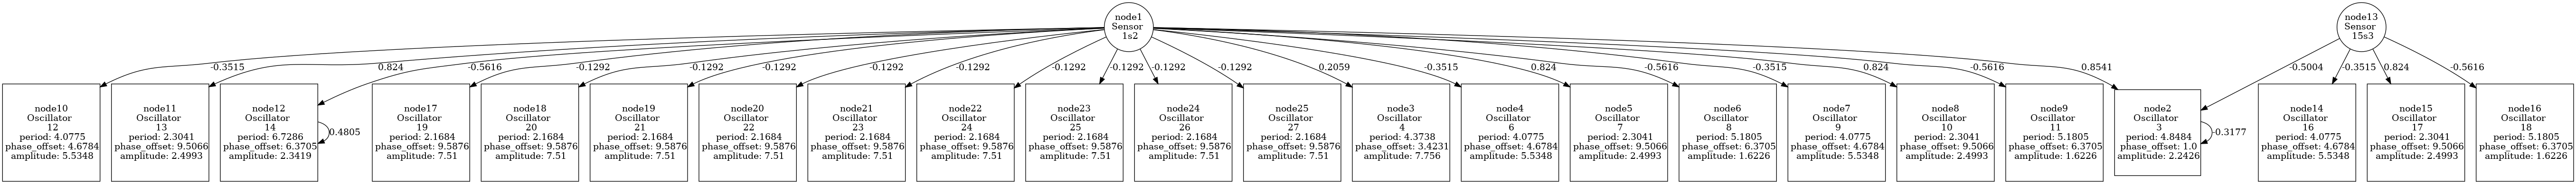 node1
Sensor
1s2
node13
Sensor
15s3
-0.3515
0.824
-0.5616
-0.1292
-0.1292
-0.1292
-0.1292
-0.1292
-0.1292
-0.1292
-0.1292
-0.1292
0.2059
-0.3515
0.824
-0.5616
-0.3515
0.824
-0.5616
0.8541
-0.5004
-0.3515
0.824
-0.5616
node10
Oscillator
12
period: 4.0775
phase_offset: 4.6784
amplitude: 5.5348
node11
Oscillator
13
period: 2.3041
phase_offset: 9.5066
amplitude: 2.4993
node12
Oscillator
14
period: 6.7286
phase_offset: 6.3705
amplitude: 2.3419
0.4805
node17
Oscillator
19
period: 2.1684
phase_offset: 9.5876
amplitude: 7.51
node18
Oscillator
20
period: 2.1684
phase_offset: 9.5876
amplitude: 7.51
node19
Oscillator
21
period: 2.1684
phase_offset: 9.5876
amplitude: 7.51
node20
Oscillator
22
period: 2.1684
phase_offset: 9.5876
amplitude: 7.51
node21
Oscillator
23
period: 2.1684
phase_offset: 9.5876
amplitude: 7.51
node22
Oscillator
24
period: 2.1684
phase_offset: 9.5876
amplitude: 7.51
node23
Oscillator
25
period: 2.1684
phase_offset: 9.5876
amplitude: 7.51
node24
Oscillator
26
period: 2.1684
phase_offset: 9.5876
amplitude: 7.51
node25
Oscillator
27
period: 2.1684
phase_offset: 9.5876
amplitude: 7.51
node3
Oscillator
4
period: 4.3738
phase_offset: 3.4231
amplitude: 7.756
node4
Oscillator
6
period: 4.0775
phase_offset: 4.6784
amplitude: 5.5348
node5
Oscillator
7
period: 2.3041
phase_offset: 9.5066
amplitude: 2.4993
node6
Oscillator
8
period: 5.1805
phase_offset: 6.3705
amplitude: 1.6226
node7
Oscillator
9
period: 4.0775
phase_offset: 4.6784
amplitude: 5.5348
node8
Oscillator
10
period: 2.3041
phase_offset: 9.5066
amplitude: 2.4993
node9
Oscillator
11
period: 5.1805
phase_offset: 6.3705
amplitude: 1.6226
node2
Oscillator
3
period: 4.8484
phase_offset: 1.0
amplitude: 2.2426
-0.3177
node14
Oscillator
16
period: 4.0775
phase_offset: 4.6784
amplitude: 5.5348
node15
Oscillator
17
period: 2.3041
phase_offset: 9.5066
amplitude: 2.4993
node16
Oscillator
18
period: 5.1805
phase_offset: 6.3705
amplitude: 1.6226